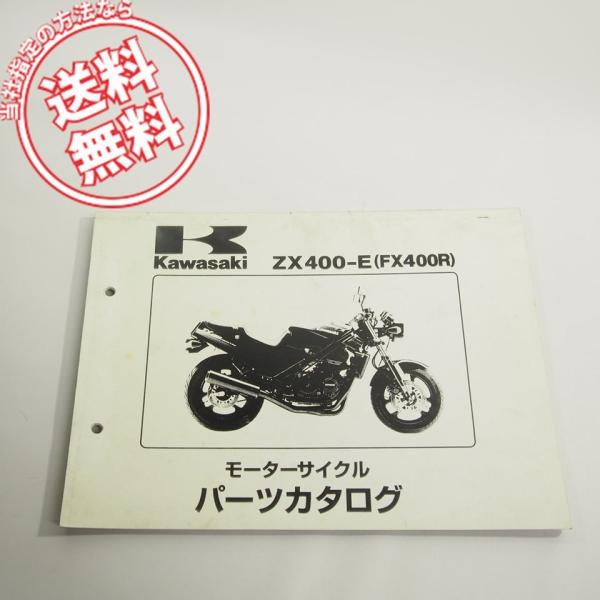 当社指定の方法なら
送料
無料
Kawasaki
ZX400-E(FX400R)
モーターサイクル
パーツカタログ